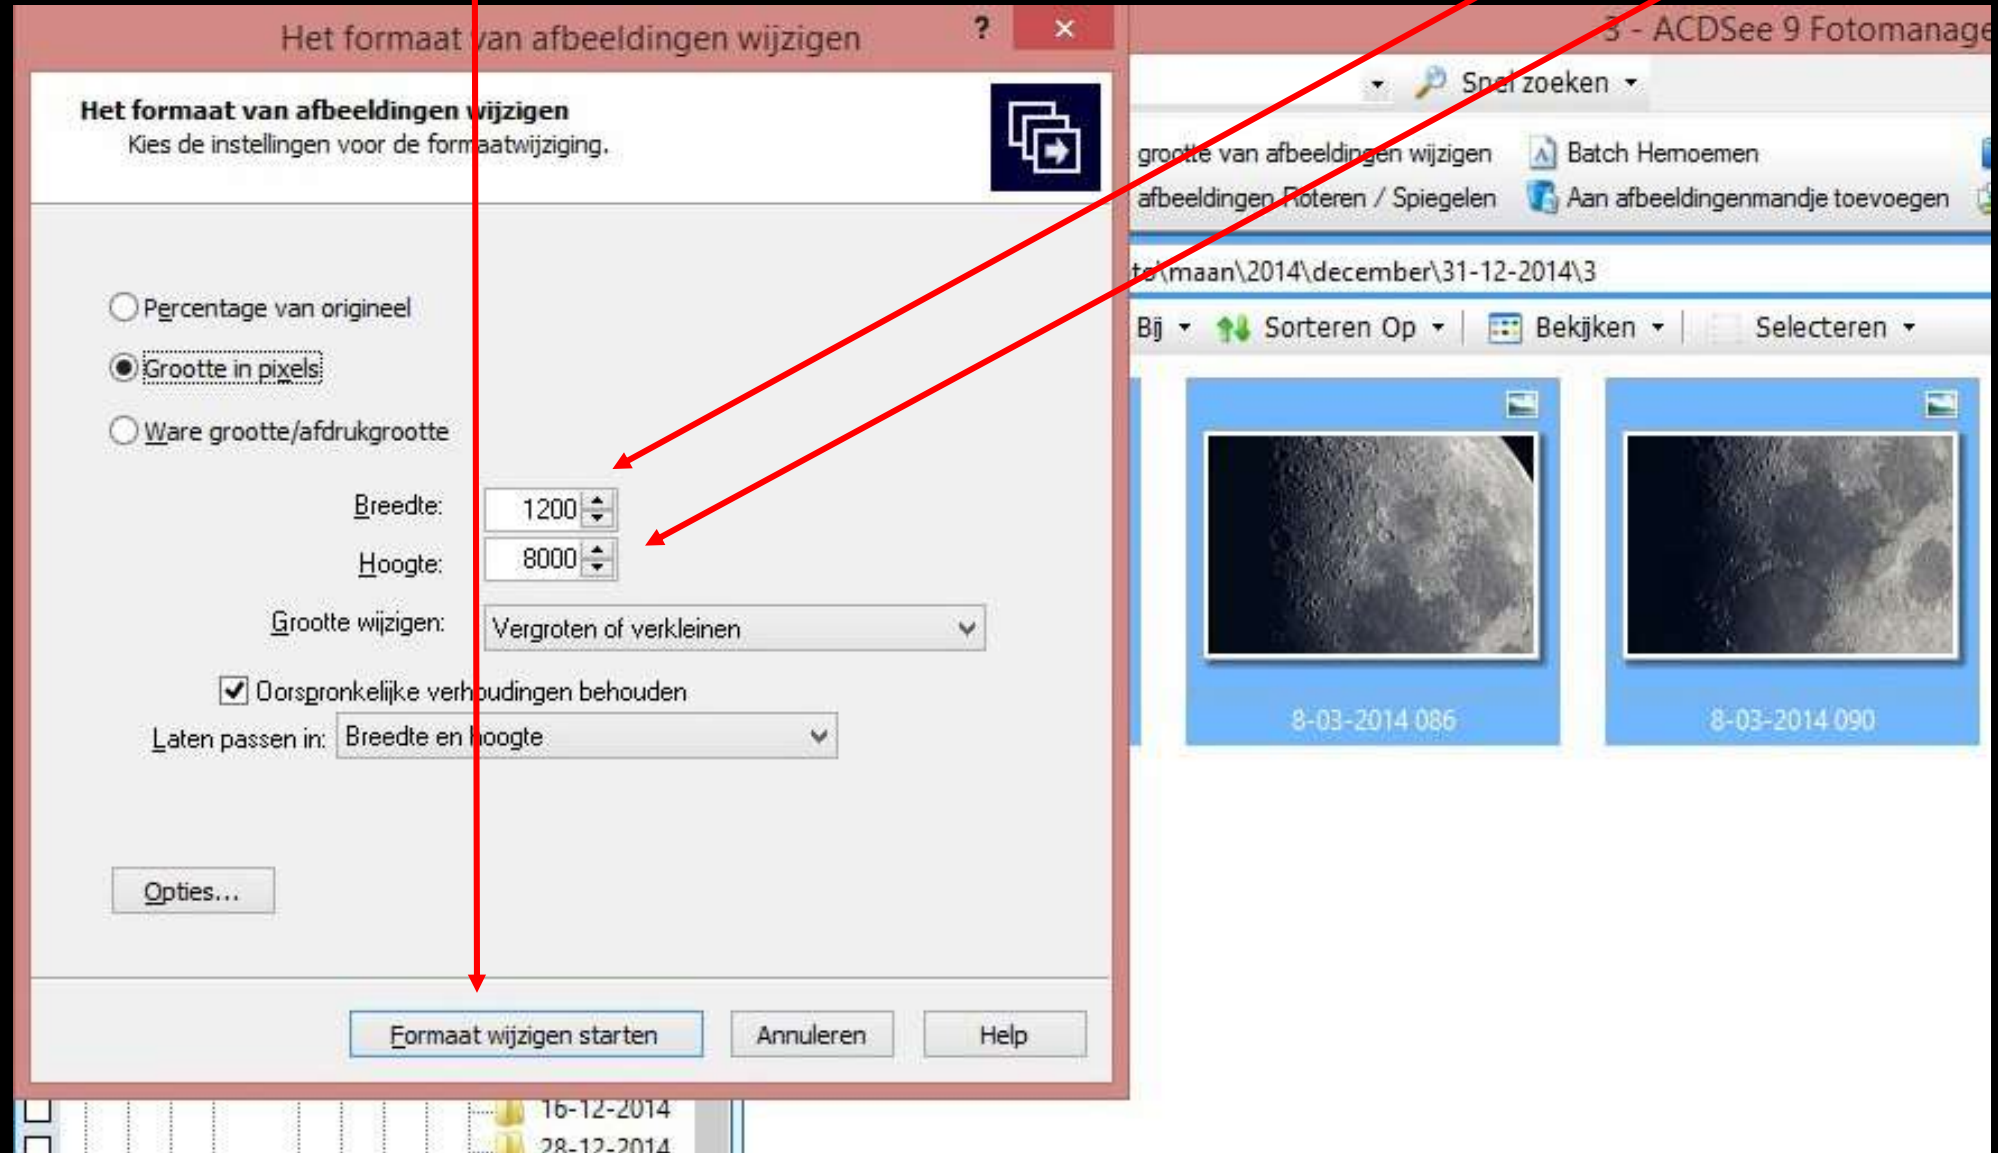 Het formaat van afbeeldingen wijzigen
?
×
Het formaat van afbeeldingen wijzigen
Kies de instellingen voor de formaatwijziging.
Percentage van origineel
Grootte in pixels
Ware grootte/afdrukgrootte
Breedte: 1200
Hoogte: 8000
Grootte wijzigen: Vergroten of verkleinen
Oorspronkelijke verhoudingen behouden
Laten passen in: Breedte en hoogte
Opties...
Formaat wijzigen starten
Annuleren
Help
16-12-2014
28-12-2014
3 - ACDSee 9 Fotomanage
Snel zoeken
grootte van afbeeldingen wijzigen
Batch Hernoemen
afbeeldingen Roteren / Spiegelen
Aan afbeeldingenmandje toevoegen
to\maan\2014\december\31-12-2014\3
Bij
Sorteren Op
Bekijken
Selecteren
8-03-2014 086
8-03-2014 090